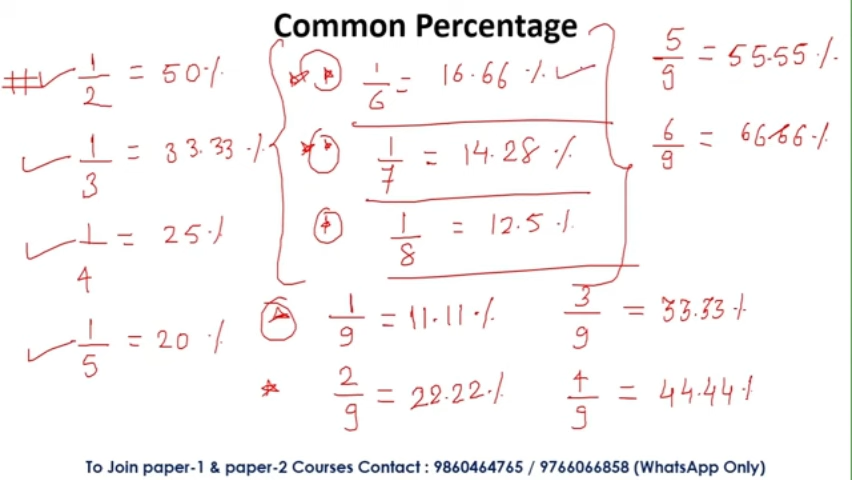 Common Percentage
1/2 = 50%
1/3 = 33.33%
1/4 = 25%
1/5 = 20%
1/6 = 16.66%
1/7 = 14.28%
1/8 = 12.5%
1/9 = 11.11%
2/9 = 22.22%
3/9 = 33.33%
4/9 = 44.44%
5/9 = 55.55%
6/9 = 66.66%
To Join paper-1 & paper-2 Courses Contact : 9860464765 / 9766066858 (WhatsApp Only)